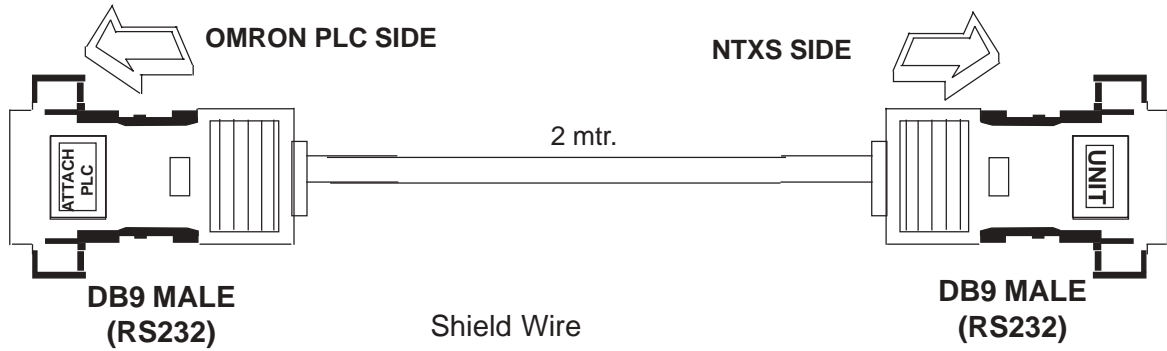 OMRON PLC SIDE
NTXS SIDE
2 mtr.
ATTACH
PLC
UNIT
DB9 MALE
(RS232)
DB9 MALE
(RS232)
Shield Wire